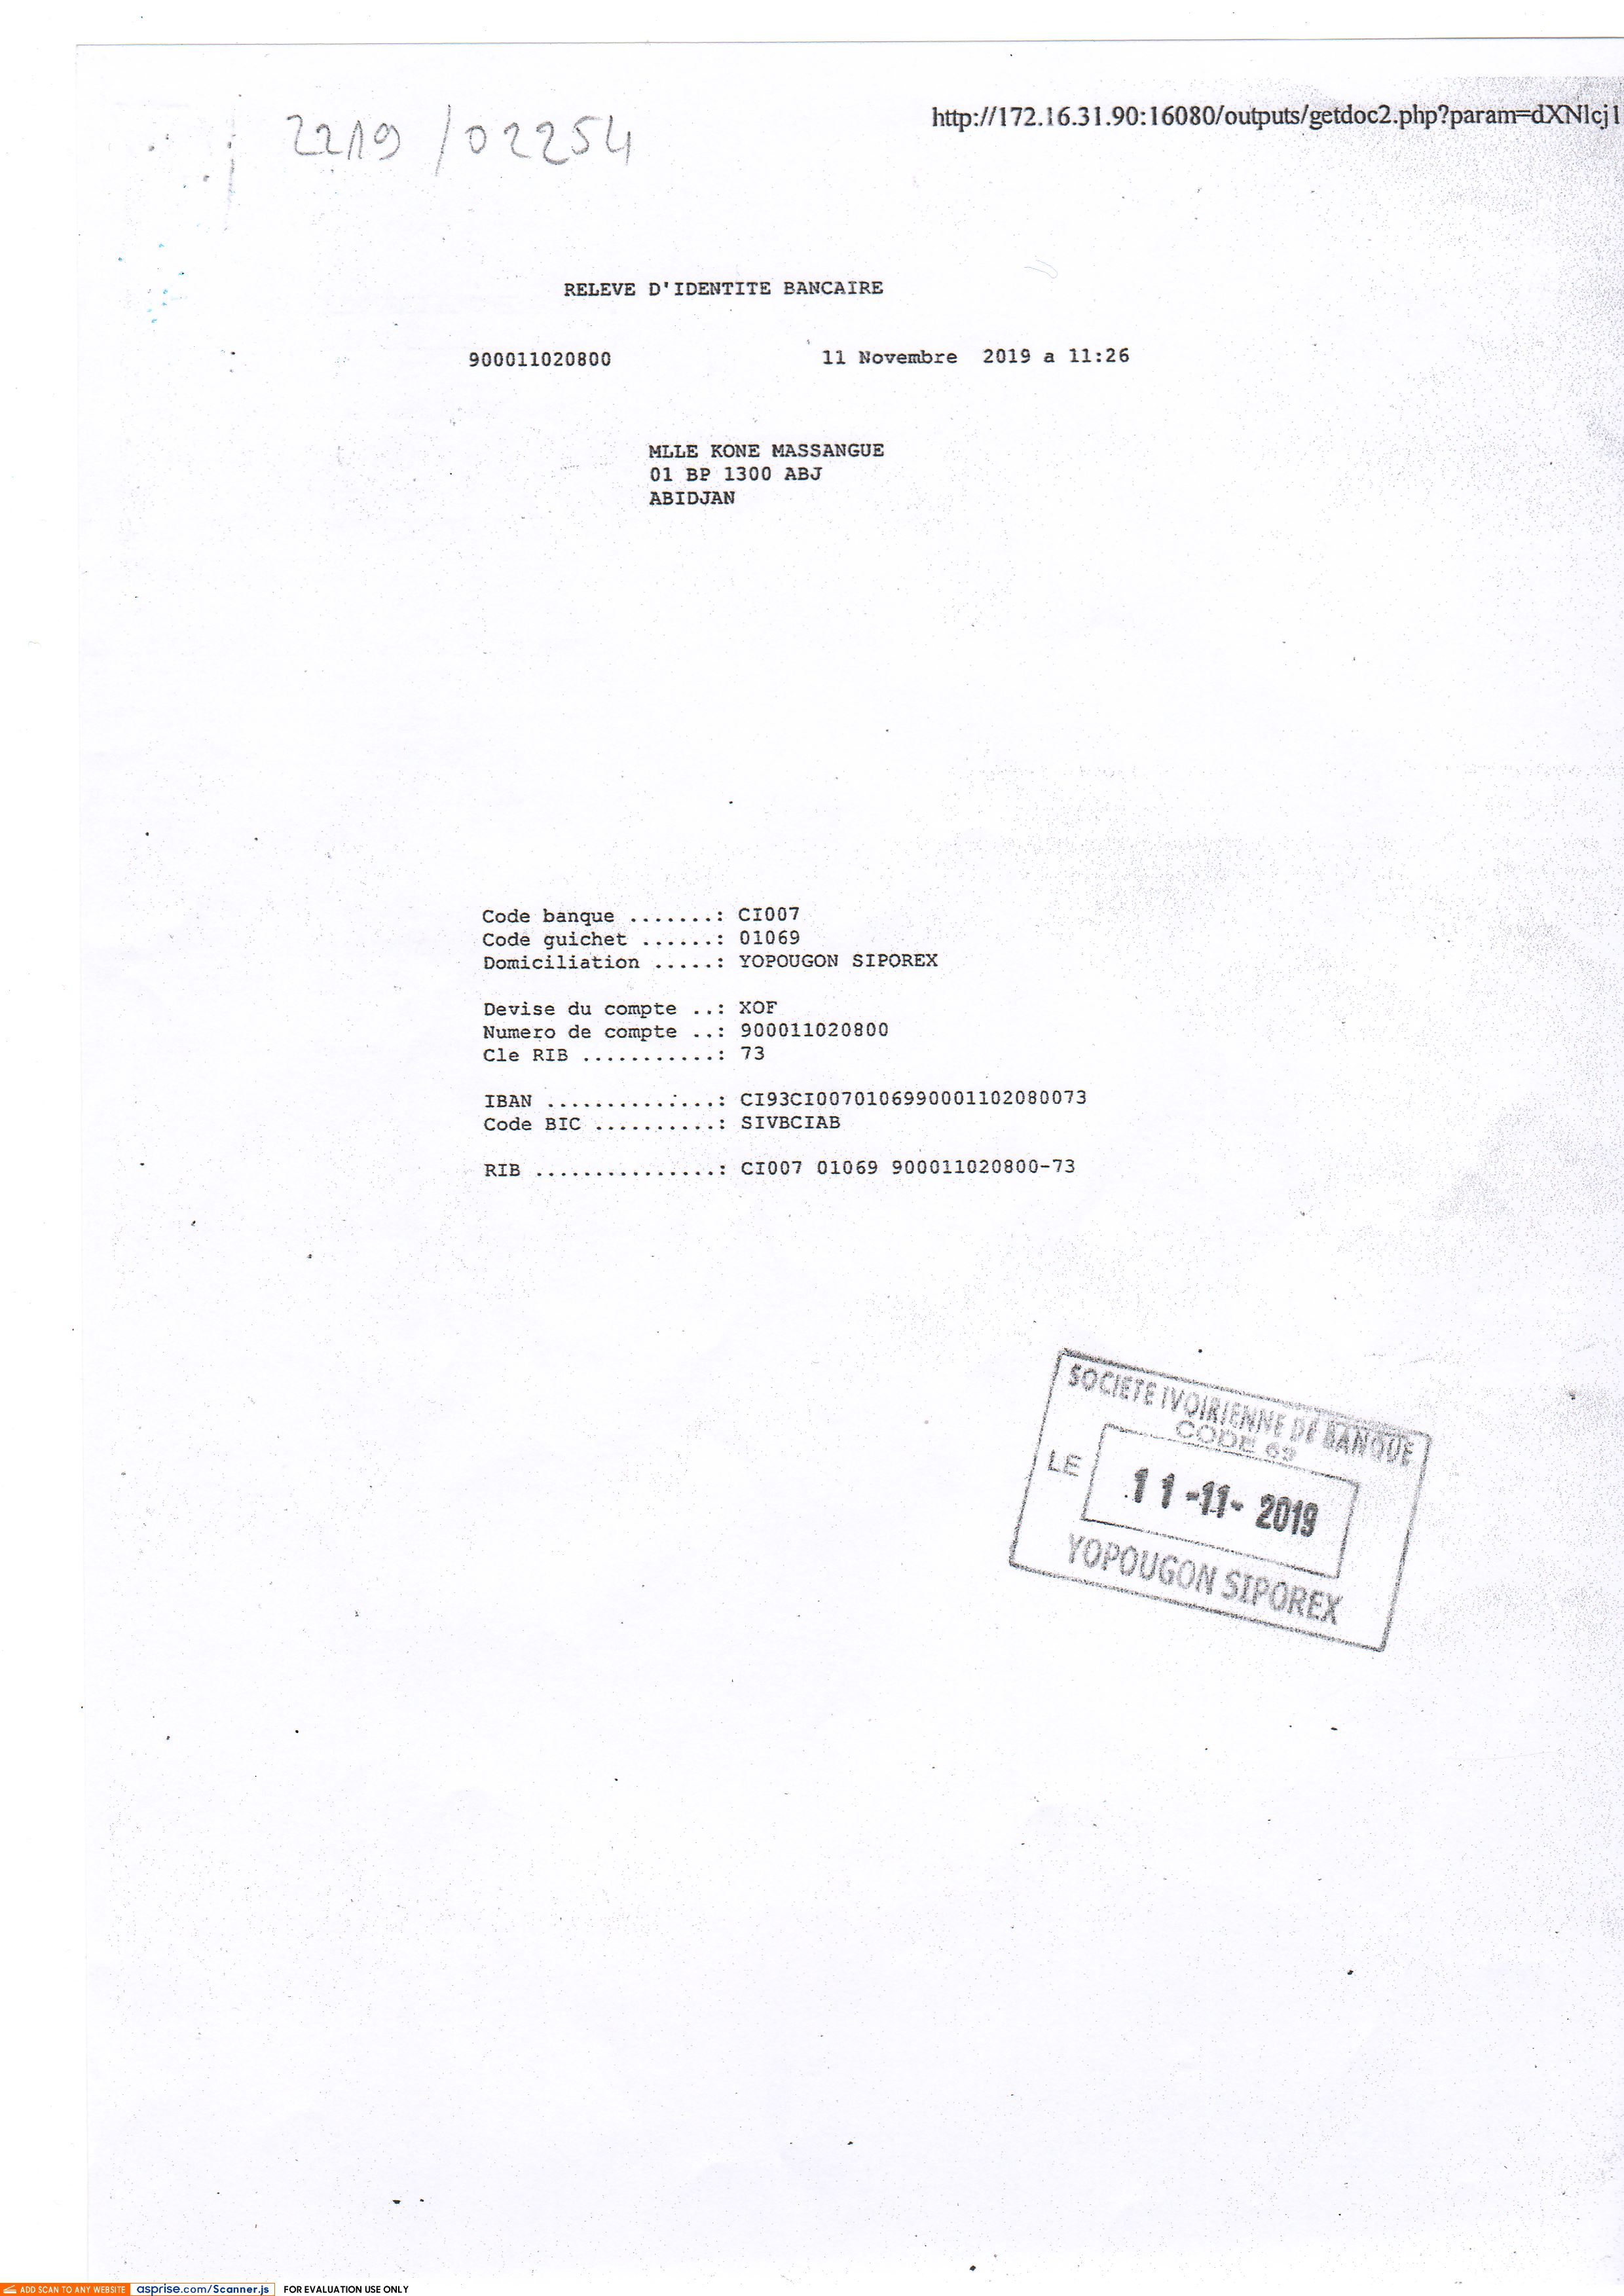 2219/02254
http://172.16.31.90:16080/outputs/getdoc2.php?param=dXNlcj1
RELEVE D'IDENTITE BANCAIRE
900011020800 11 Novembre 2019 a 11:26
MLLE KONE MASSANGUE
01 BP 1300 ABJ
ABIDJAN
Code banque .......: CI007
Code guichet ......: 01069
Domiciliation .....: YOPOUGON SIPOREX
Devise du compte ..: XOF
Numero de compte ..: 900011020800
Cle RIB ...........: 73
IBAN ..............: CI93CI0070106990001102080073
Code BIC ..........: SIVBCIAB
RIB ...............: CI007 01069 900011020800-73
SOCIETE IVOIRIENNE DE BANQUE
CODE 69
LE 11-11-2019
YOPOUGON SIPOREX
ADD SCAN TO ANY WEBSITE asprise.com/Scanner.js FOR EVALUATION USE ONLY